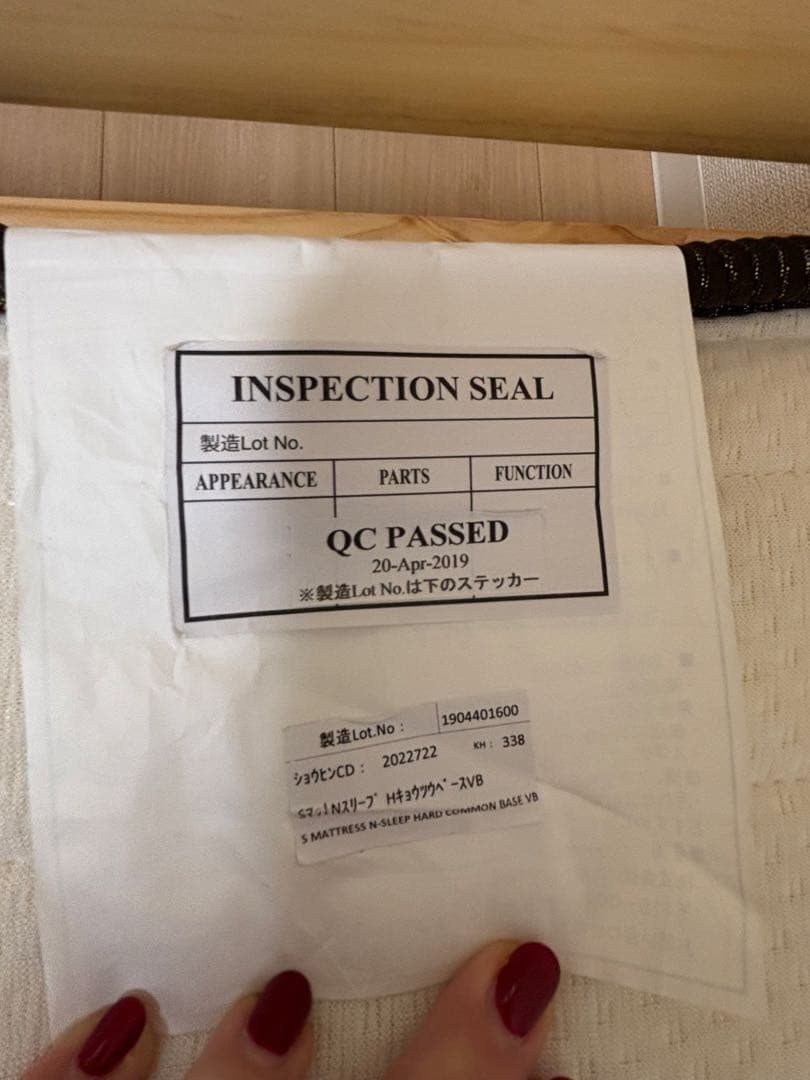 INSPECTION SEAL
製造Lot No.
APPEARANCE PARTS FUNCTION
QC PASSED
20-Apr-2019
※製造Lot No.は下のステッカー
製造Lot.No : 1904401600
ショウヒンCD : 2022722 KH : 338
Nスリープ HキョウツウベースVB
S MATTRESS N-SLEEP HARD COMMON BASE VB